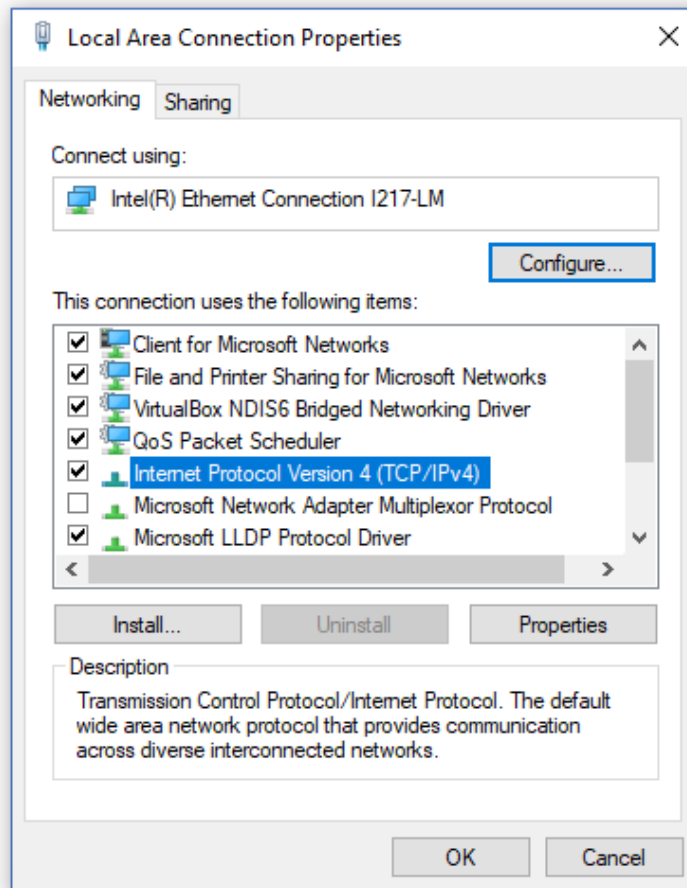 Local Area Connection Properties
Networking
Sharing
Connect using:
Intel(R) Ethernet Connection I217-LM
Configure...
This connection uses the following items:
Client for Microsoft Networks
File and Printer Sharing for Microsoft Networks
VirtualBox NDIS6 Bridged Networking Driver
QoS Packet Scheduler
Internet Protocol Version 4 (TCP/IPv4)
Microsoft Network Adapter Multiplexor Protocol
Microsoft LLDP Protocol Driver
Install...
Uninstall
Properties
Description
Transmission Control Protocol/Internet Protocol. The default
wide area network protocol that provides communication
across diverse interconnected networks.
OK
Cancel